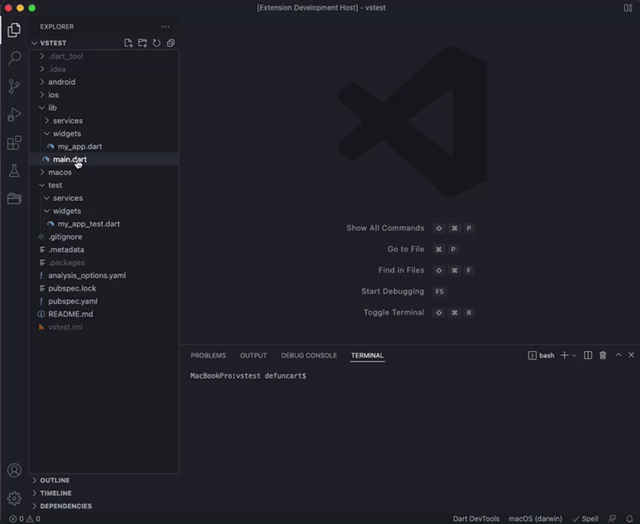 [Extension Development Host] - vstest
EXPLORER
VSTEST
.dart_tool
.idea
android
ios
lib
services
widgets
my_app.dart
main.dart
macos
test
services
widgets
my_app_test.dart
.gitignore
.metadata
.packages
analysis_options.yaml
pubspec.lock
pubspec.yaml
README.md
vstest.iml
OUTLINE
TIMELINE
DEPENDENCIES
Show All Commands ⇧ ⌘ P
Go to File ⌘ P
Find in Files ⇧ ⌘ F
Start Debugging F5
Toggle Terminal ⇧ ⌘ R
PROBLEMS OUTPUT DEBUG CONSOLE TERMINAL
bash
MacBookPro:vstest defuncart$
0 0
Dart DevTools macOS (darwin) Spell